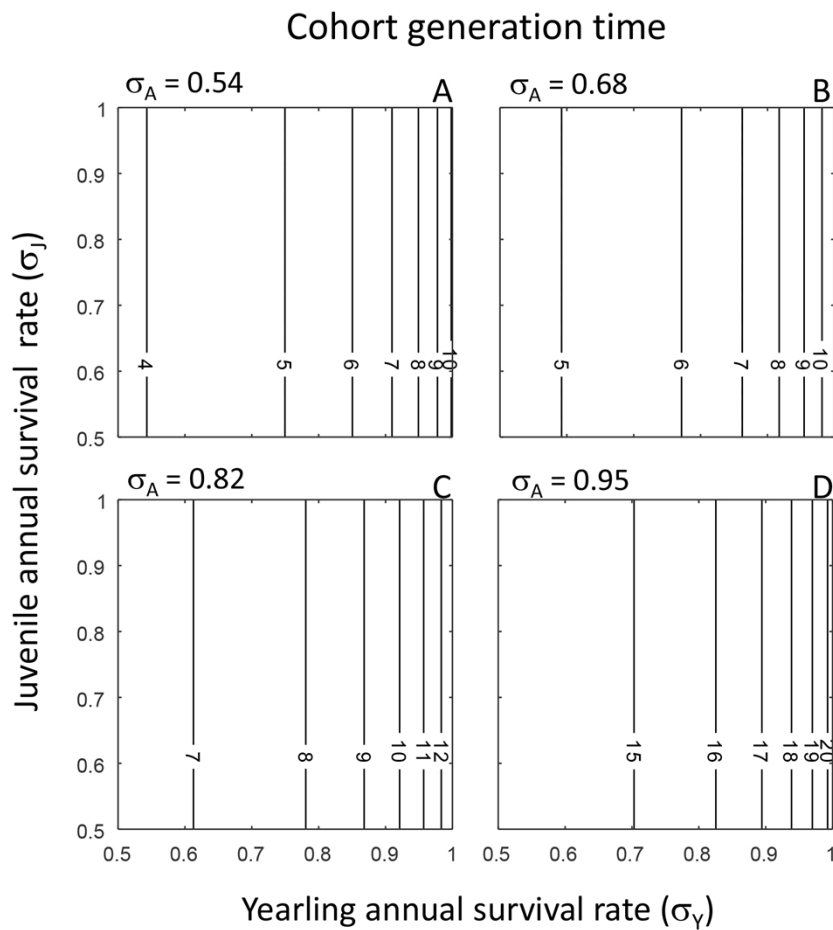 Cohort generation time
σA = 0.54 A
σA = 0.68 B
1
0.9
0.8
0.7
0.6
0.5
4 5 6 7 8 9 10
5 6 7 8 9 10
σA = 0.82 C
σA = 0.95 D
1
0.9
0.8
0.7
0.6
0.5
7 8 9 10 11 12
15 16 17 18 19 20
0.5 0.6 0.7 0.8 0.9 1
0.5 0.6 0.7 0.8 0.9 1
Juvenile annual survival rate (σJ)
Yearling annual survival rate (σY)